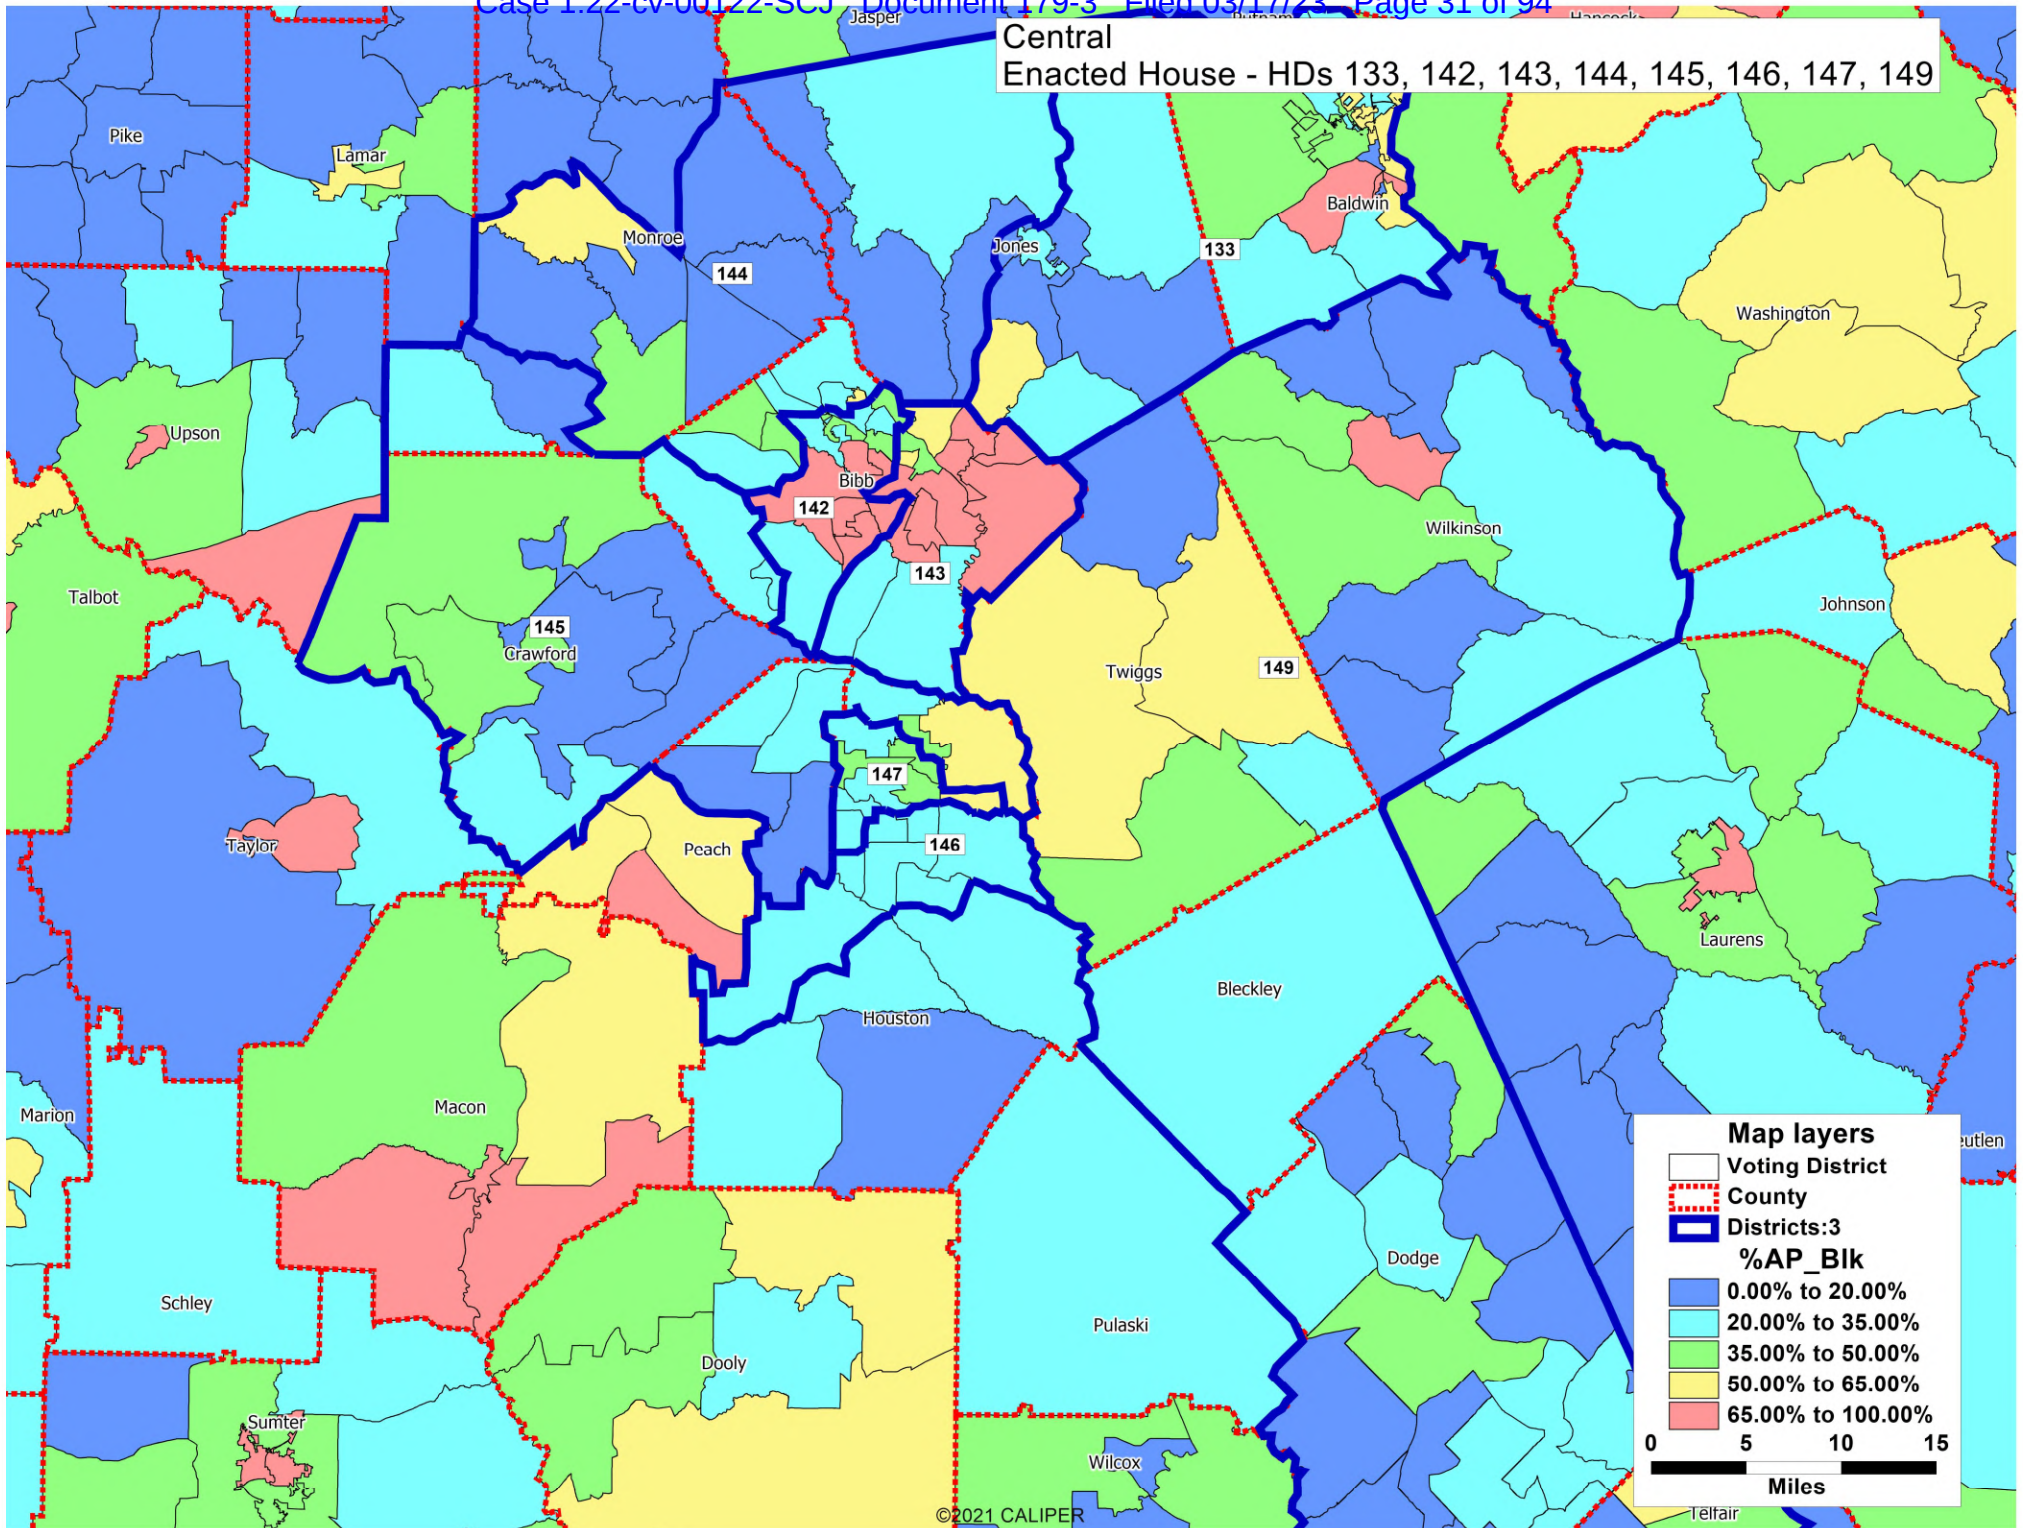 Case 1:22-cv-00122-SCJ Document 179-3 Filed 03/17/23 Page 31 of 94
Jasper
Putnam
Hancock
Central
Enacted House - HDs 133, 142, 143, 144, 145, 146, 147, 149
Pike
Lamar
Baldwin
Monroe
Jones
133
144
Washington
Upson
Bibb
142
Wilkinson
143
Talbot
Johnson
145
Crawford
Twiggs
149
147
Taylor
Peach
146
Laurens
Bleckley
Houston
Macon
Marion
eutlen
Dodge
Schley
Pulaski
Dooly
Sumter
Wilcox
Telfair
©2021 CALIPER
Map layers
Voting District
County
Districts:3
%AP_Blk
0.00% to 20.00%
20.00% to 35.00%
35.00% to 50.00%
50.00% to 65.00%
65.00% to 100.00%
0 5 10 15
Miles